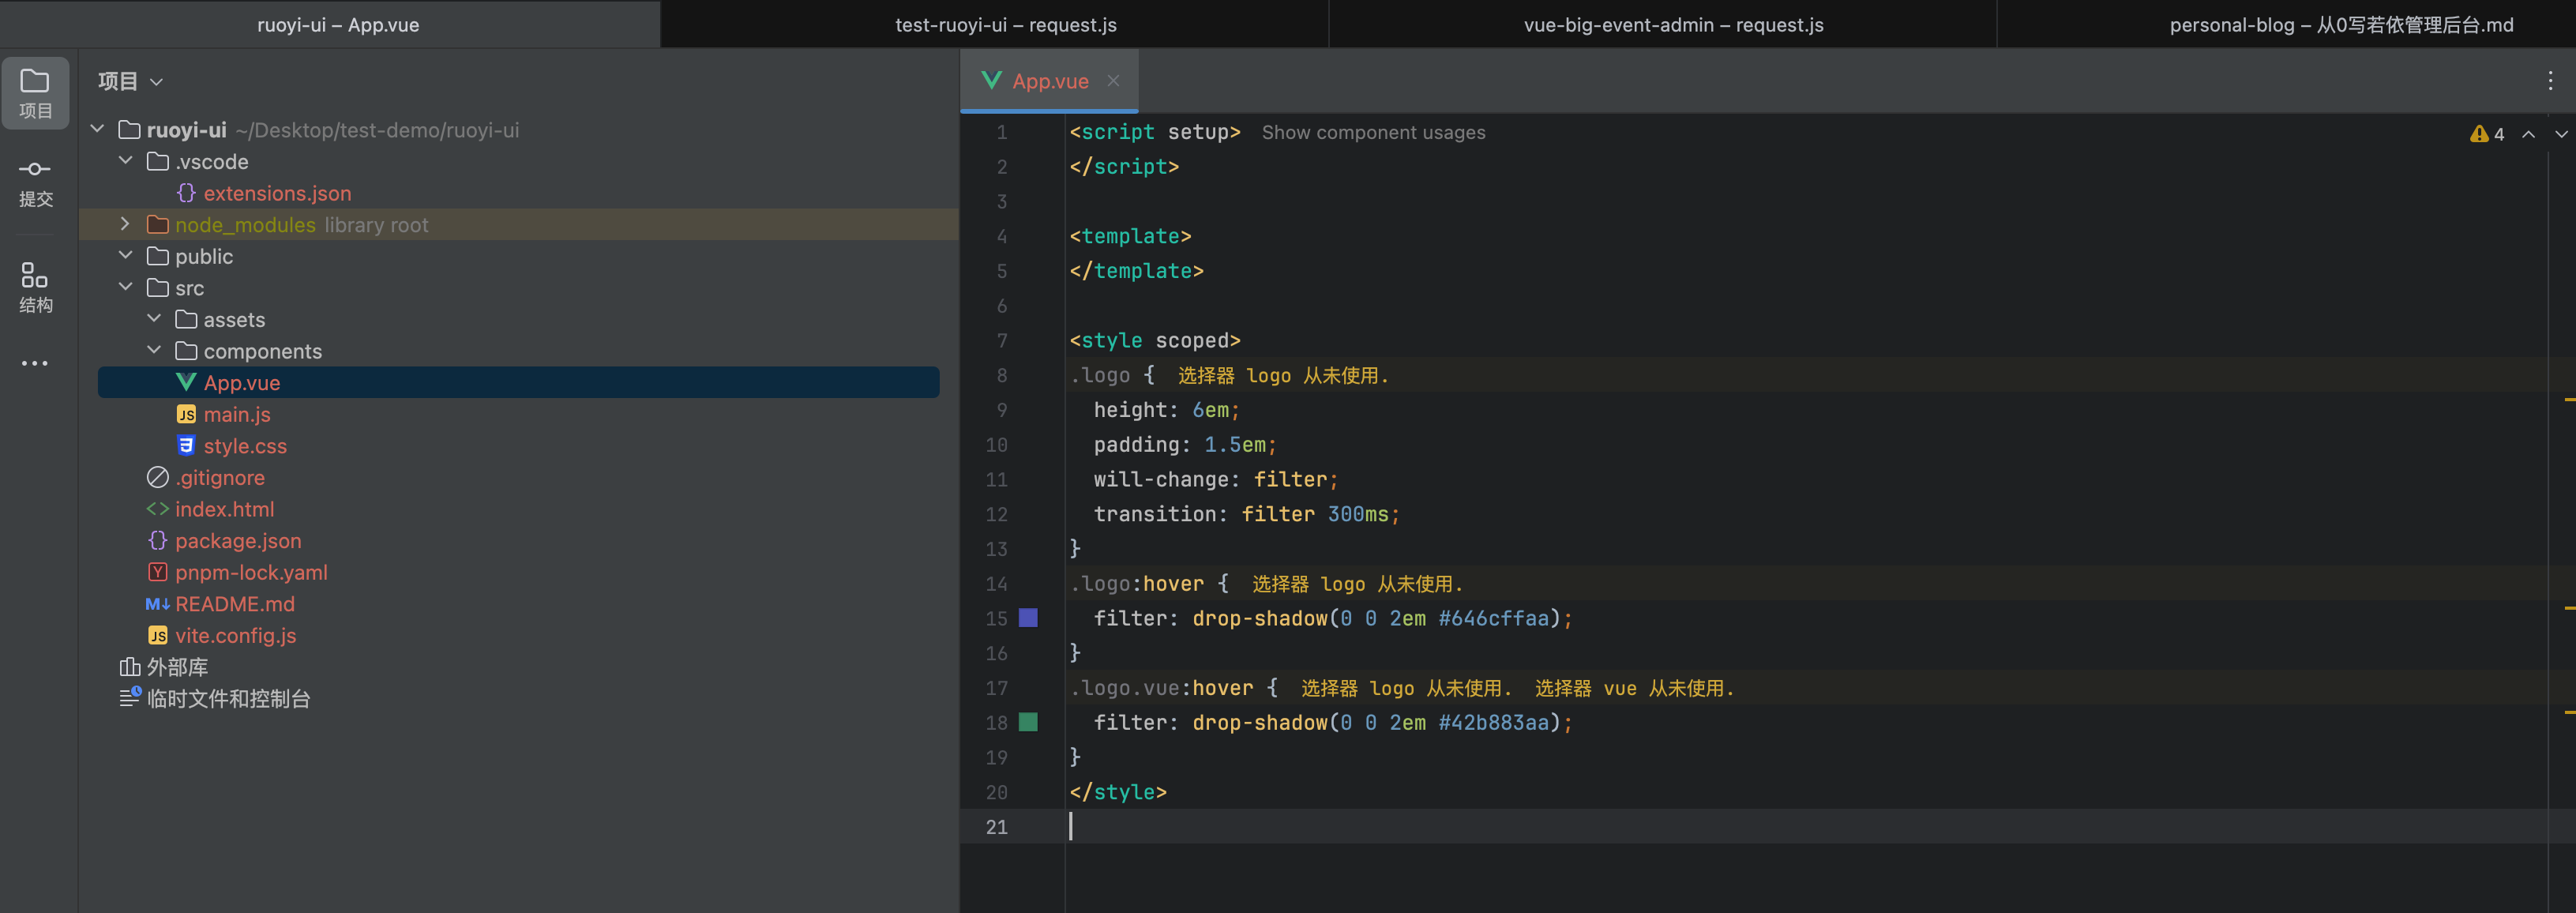 ruoyi-ui – App.vue
test-ruoyi-ui – request.js
vue-big-event-admin – request.js
personal-blog – 从0写若依管理后台.md
项目
提交
结构
项目
ruoyi-ui ~/Desktop/test-demo/ruoyi-ui
.vscode
{} extensions.json
node_modules library root
public
src
assets
components
App.vue
JS main.js
3 style.css
.gitignore
<> index.html
{} package.json
Y pnpm-lock.yaml
M↓ README.md
JS vite.config.js
外部库
临时文件和控制台
App.vue
4
1 <script setup> Show component usages
2 </script>
3
4 <template>
5 </template>
6
7 <style scoped>
8 .logo { 选择器 logo 从未使用.
9 height: 6em;
10 padding: 1.5em;
11 will-change: filter;
12 transition: filter 300ms;
13 }
14 .logo:hover { 选择器 logo 从未使用.
15 filter: drop-shadow(0 0 2em #646cffaa);
16 }
17 .logo.vue:hover { 选择器 logo 从未使用. 选择器 vue 从未使用.
18 filter: drop-shadow(0 0 2em #42b883aa);
19 }
20 </style>
21